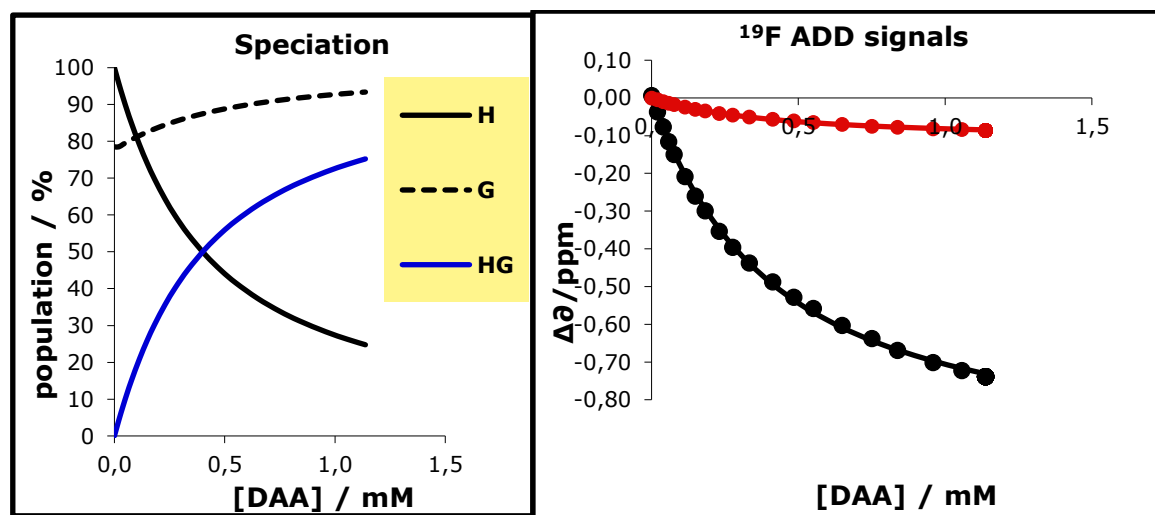 Speciation
100
90
80
70
60
50
40
30
20
10
0
population / %
0,0 0,5 1,0 1,5
[DAA] / mM
H
G
HG
¹⁹F ADD signals
0,10
0,00
-0,10
-0,20
-0,30
-0,40
-0,50
-0,60
-0,70
-0,80
Δ∂/ppm
0 0,5 1,0 1,5
[DAA] / mM